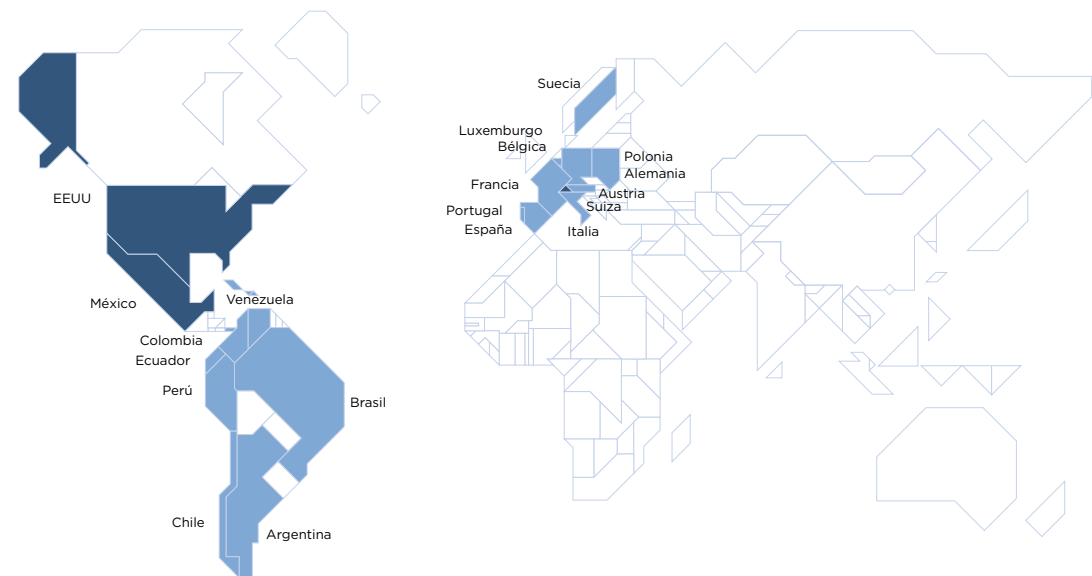 Suecia
Luxemburgo
Bélgica
Polonia
Alemania
Francia
Austria
Suiza
EEUU
Portugal
España
Italia
México
Venezuela
Colombia
Ecuador
Perú
Brasil
Chile
Argentina